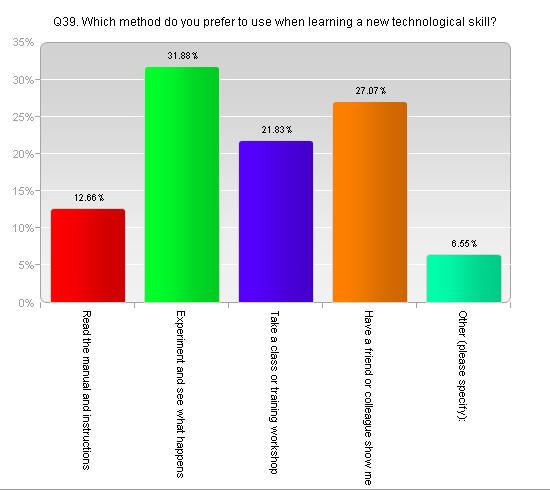 Q39. Which method do you prefer to use when learning a new technological skill?
35%
30%
25%
20%
15%
10%
5%
0%
12.66%
31.88%
21.83%
27.07%
6.55%
Read the manual and instructions
Experiment and see what happens
Take a class or training workshop
Have a friend or colleague show me
Other (please specify):